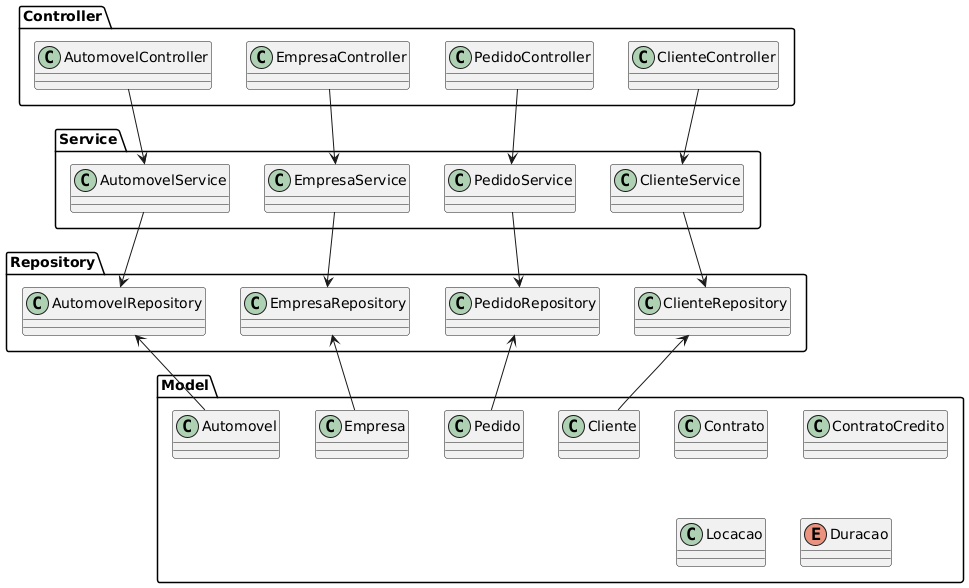 Controller
C AutomovelController
C EmpresaController
C PedidoController
C ClienteController
Service
C AutomovelService
C EmpresaService
C PedidoService
C ClienteService
Repository
C AutomovelRepository
C EmpresaRepository
C PedidoRepository
C ClienteRepository
Model
C Automovel
C Empresa
C Pedido
C Cliente
C Contrato
C ContratoCredito
C Locacao
E Duracao